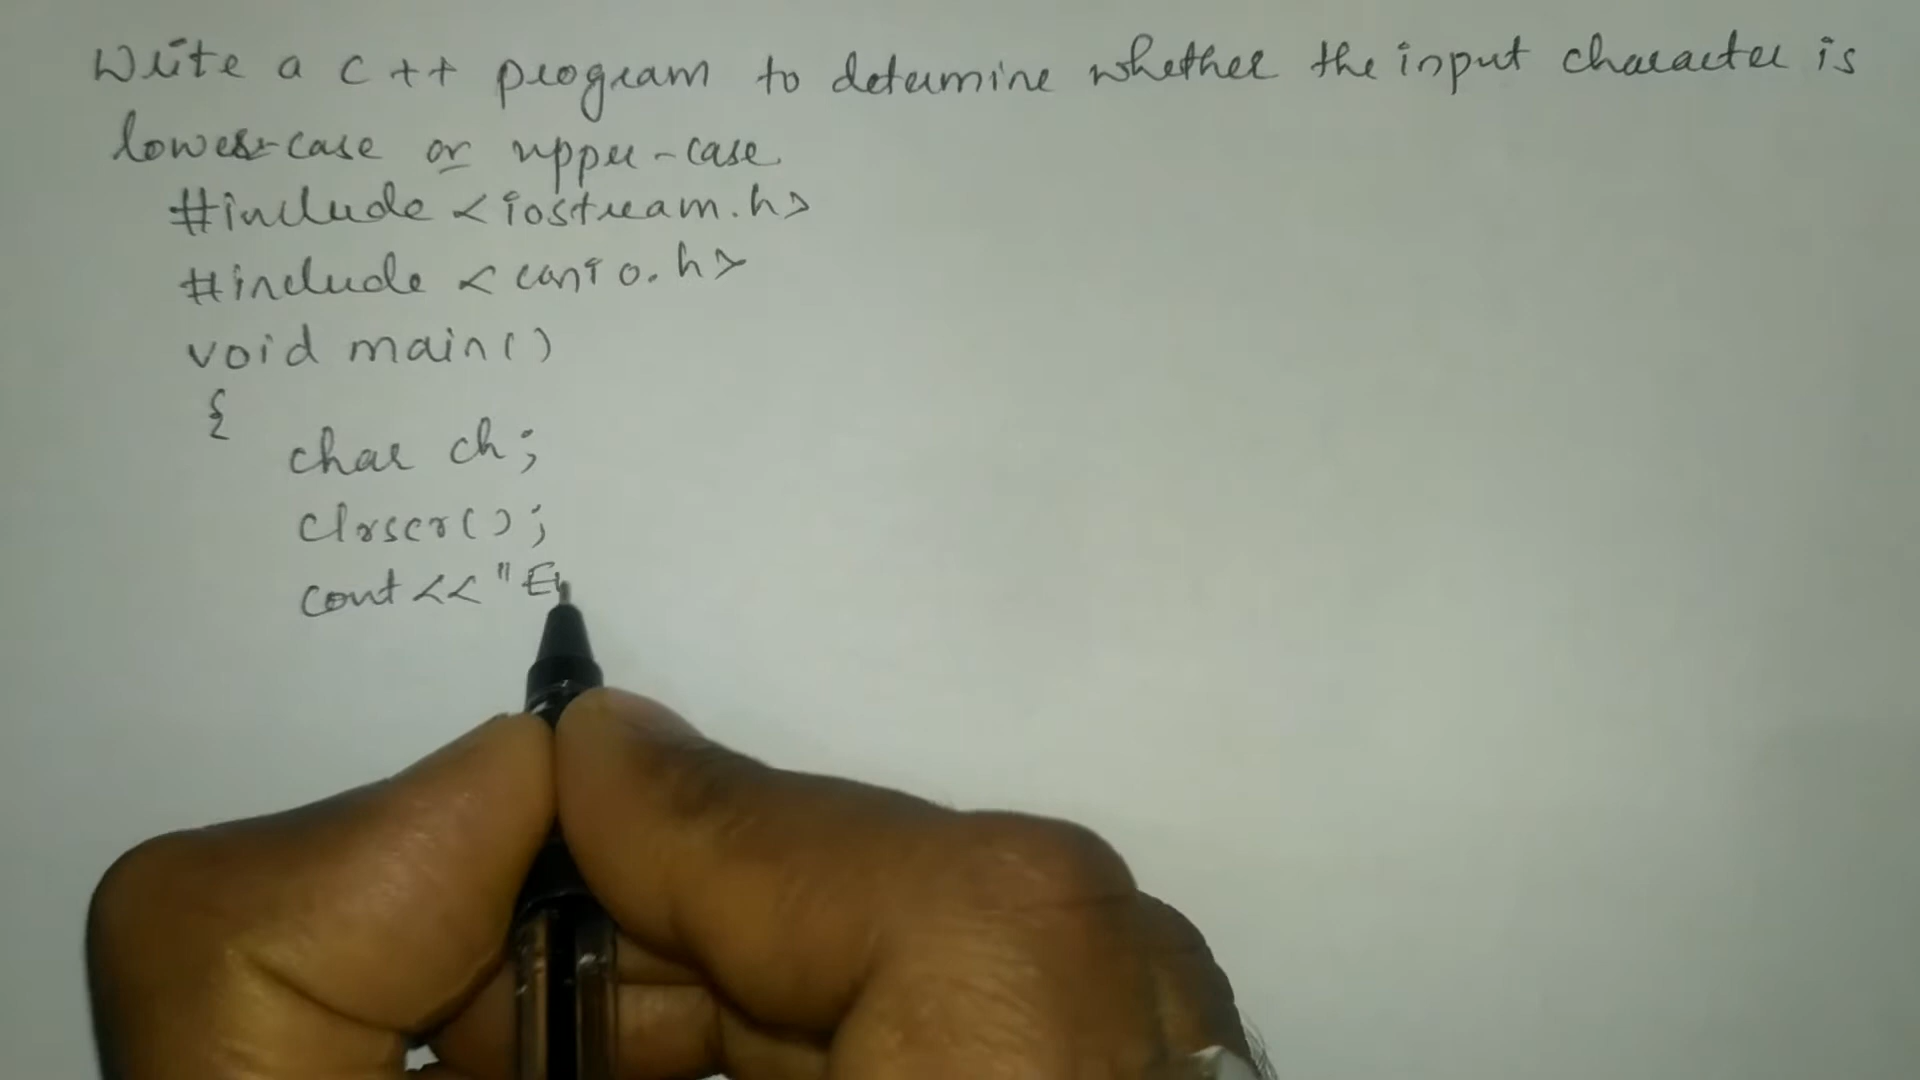 Write a C++ program to determine whether the input character is
lower-case or upper-case.
#include <iostream.h>
#include <conio.h>
void main()
{
char ch;
clrscr();
cout<<"En